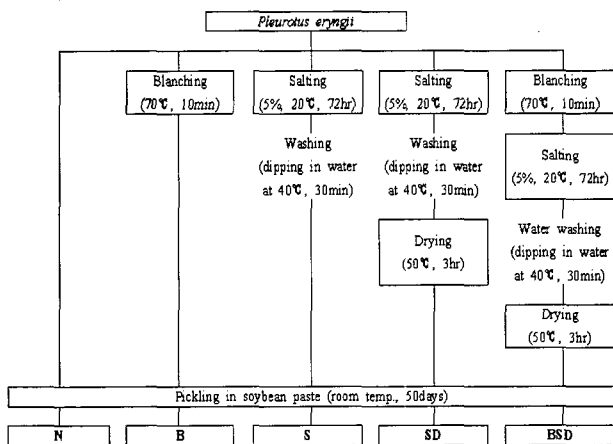 Pleurotus eryngii
Blanching
(70℃, 10min)
Salting
(5%, 20℃, 72hr)
Washing
(dipping in water
at 40℃, 30min)
Salting
(5%, 20℃, 72hr)
Washing
(dipping in water
at 40℃, 30min)
Drying
(50℃, 3hr)
Blanching
(70℃, 10min)
Salting
(5%, 20℃, 72hr)
Water washing
(dipping in water
at 40℃, 30min)
Drying
(50℃, 3hr)
Pickling in soybean paste (room temp., 50days)
N
B
S
SD
BSD